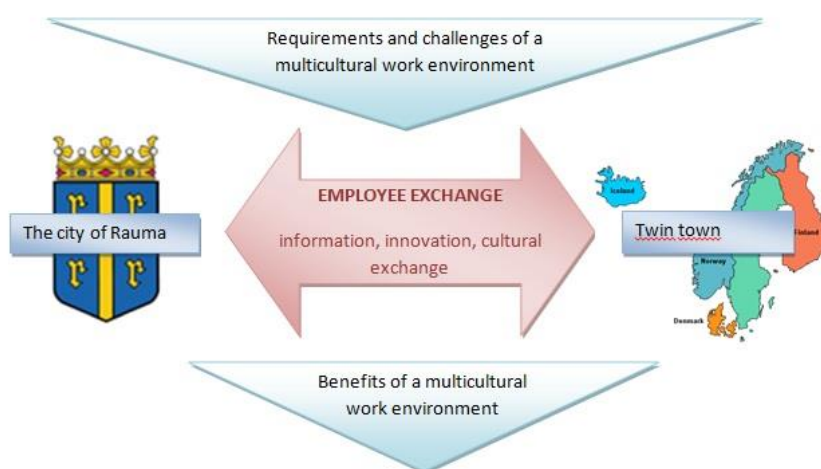 Requirements and challenges of a
multicultural work environment
EMPLOYEE EXCHANGE
information, innovation, cultural
exchange
The city of Rauma
Twin town
Iceland
Finland
Norway
Denmark
Benefits of a multicultural
work environment